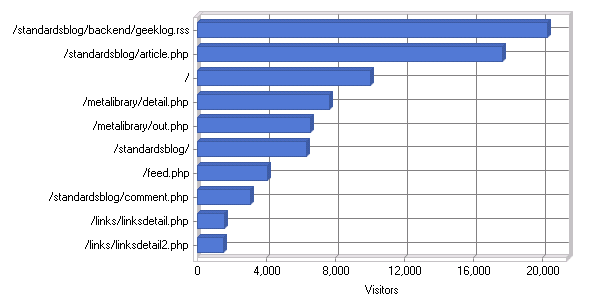 /standardsblog/backend/geeklog.rss
/standardsblog/article.php
/
/metalibrary/detail.php
/metalibrary/out.php
/standardsblog/
/feed.php
/standardsblog/comment.php
/links/linksdetail.php
/links/linksdetail2.php
0 4,000 8,000 12,000 16,000 20,000
Visitors